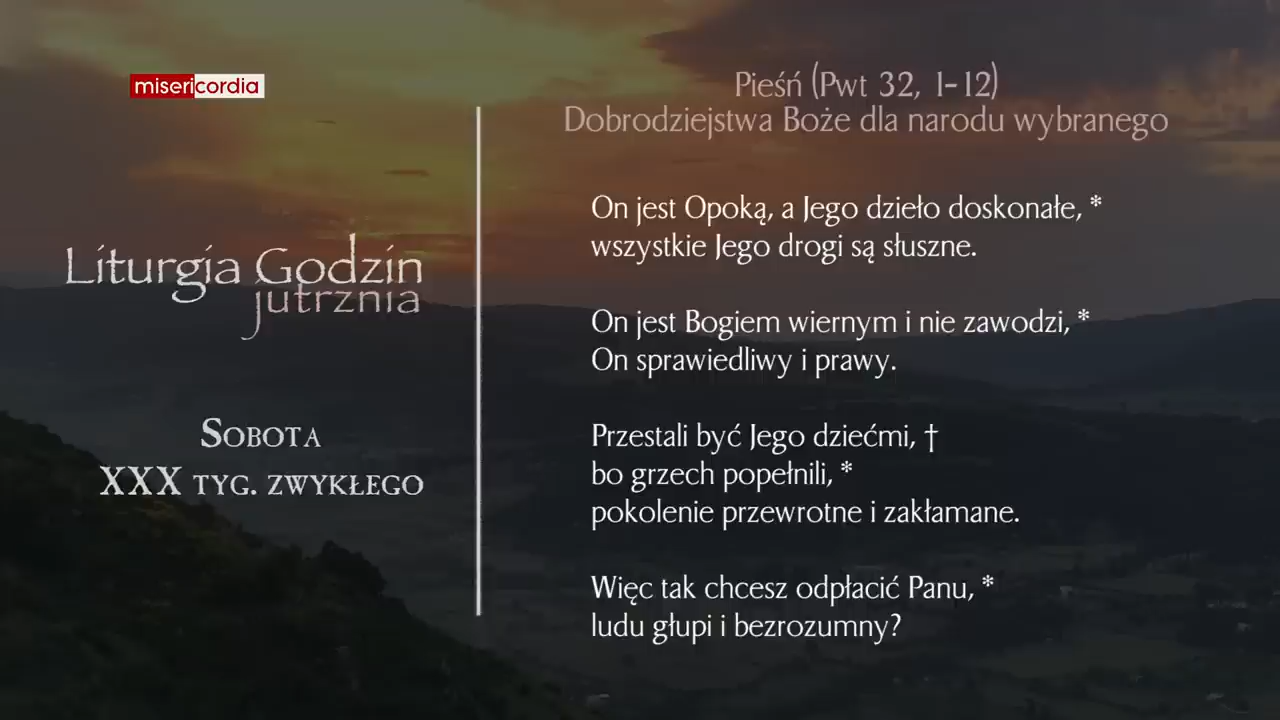 misericordia
Liturgia Godzin
jutrznia
Sobota
XXX tyg. zwykłego
Pieśń (Pwt 32, 1-12)
Dobrodziejstwa Boże dla narodu wybranego
On jest Opoką, a Jego dzieło doskonałe, *
wszystkie Jego drogi są słuszne.
On jest Bogiem wiernym i nie zawodzi, *
On sprawiedliwy i prawy.
Przestali być Jego dziećmi, †
bo grzech popełnili, *
pokolenie przewrotne i zakłamane.
Więc tak chcesz odpłacić Panu, *
ludu głupi i bezrozumny?